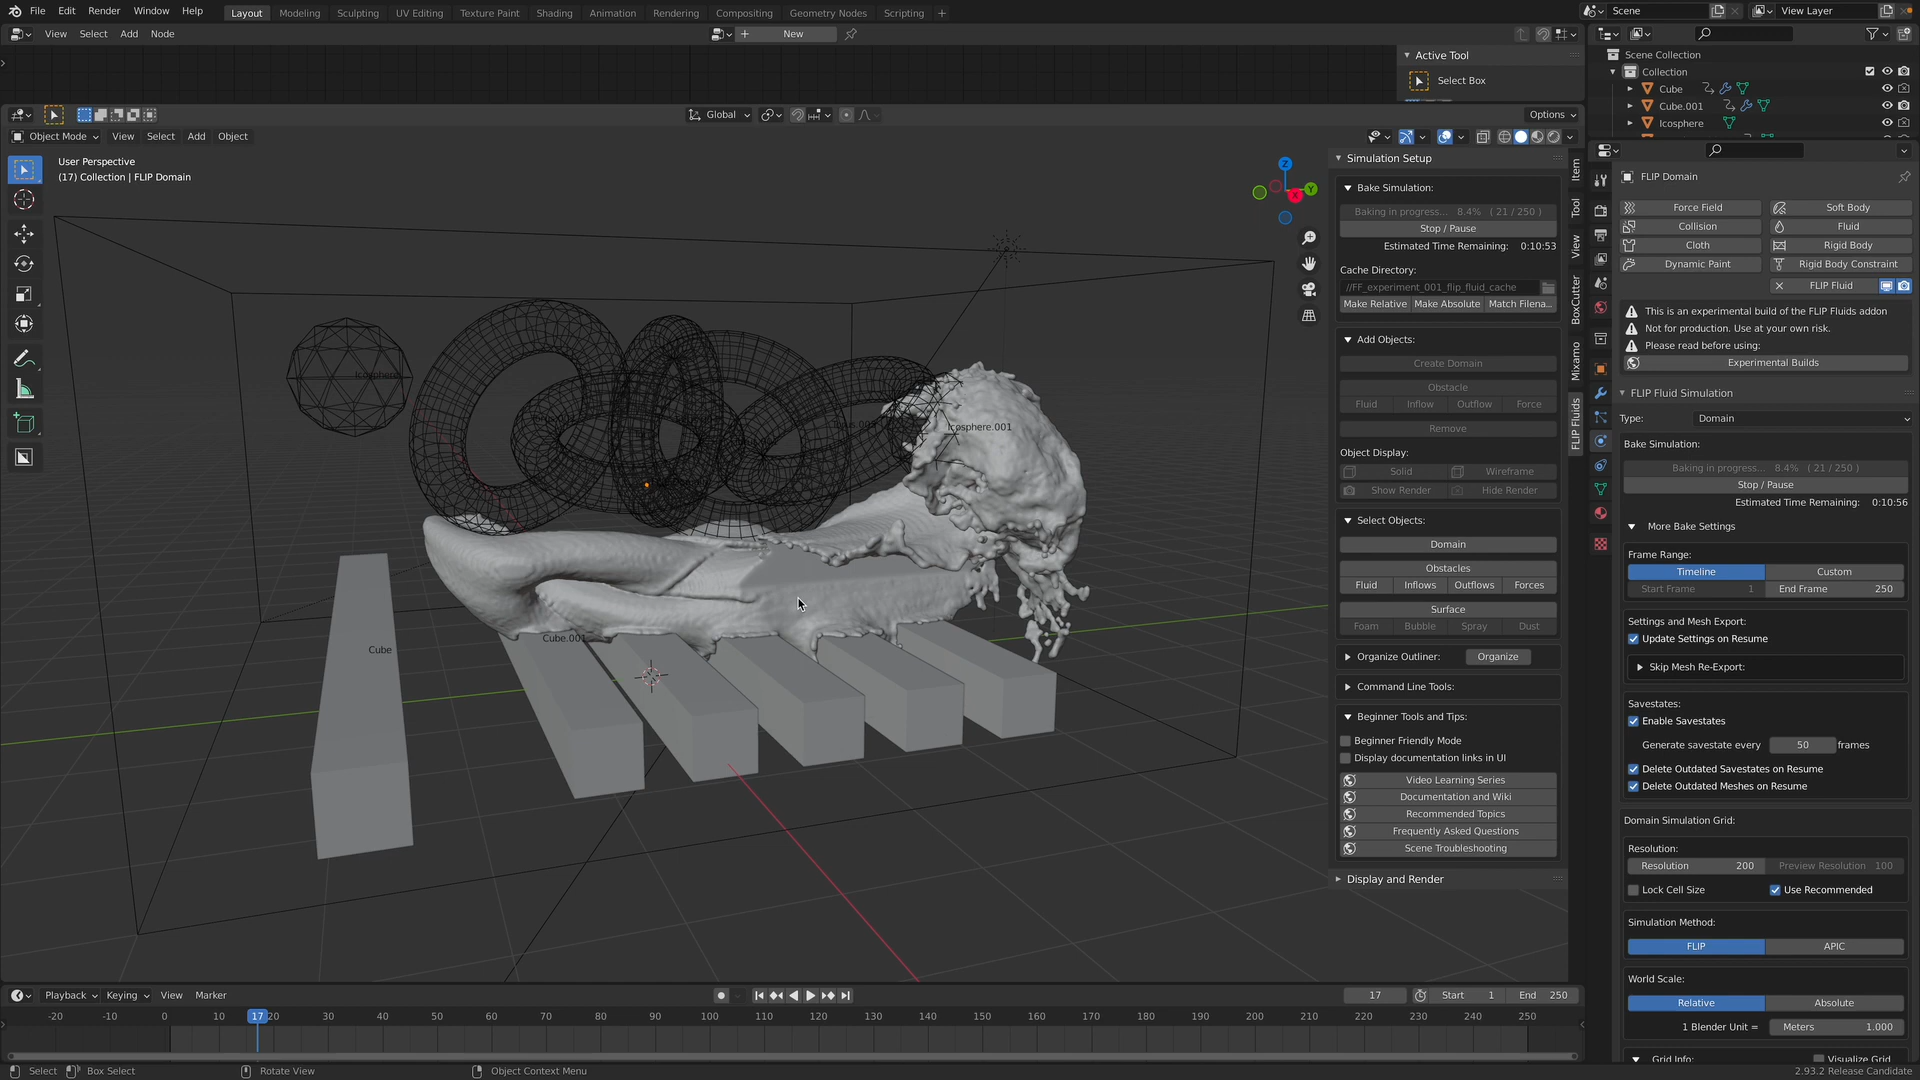 File Edit Render Window Help Layout Modeling Sculpting UV Editing Texture Paint Shading Animation Rendering Compositing Geometry Nodes Scripting + Scene View Layer
View Select Add Node New
Active Tool
Select Box
Scene Collection
Collection
Cube
Cube.001
Icosphere
Global Options
Object Mode View Select Add Object
User Perspective
(17) Collection | FLIP Domain
Z
Y
X
Icosphere
Icosphere.001
Cube.001
Cube
Simulation Setup
Bake Simulation:
Baking in progress... 8.4% ( 21 / 250 )
Stop / Pause
Estimated Time Remaining: 0:10:53
Cache Directory:
//FF_experiment_001_flip_fluid_cache
Make Relative Make Absolute Match Filena...
Add Objects:
Create Domain
Obstacle
Fluid Inflow Outflow Force
Remove
Object Display:
Solid Wireframe
Show Render Hide Render
Select Objects:
Domain
Obstacles
Fluid Inflows Outflows Forces
Surface
Foam Bubble Spray Dust
Organize Outliner: Organize
Command Line Tools:
Beginner Tools and Tips:
Beginner Friendly Mode
Display documentation links in UI
Video Learning Series
Documentation and Wiki
Recommended Topics
Frequently Asked Questions
Scene Troubleshooting
Display and Render
Item
Tool
View
BoxCutter
Mixamo
FLIP Fluids
FLIP Domain
Force Field Soft Body
Collision Fluid
Cloth Rigid Body
Dynamic Paint Rigid Body Constraint
FLIP Fluid
This is an experimental build of the FLIP Fluids addon
Not for production. Use at your own risk.
Please read before using:
Experimental Builds
FLIP Fluid Simulation
Type: Domain
Bake Simulation:
Baking in progress... 8.4% ( 21 / 250 )
Stop / Pause
Estimated Time Remaining: 0:10:56
More Bake Settings
Frame Range:
Timeline Custom
Start Frame 1 End Frame 250
Settings and Mesh Export:
Update Settings on Resume
Skip Mesh Re-Export:
Savestates:
Enable Savestates
Generate savestate every 50 frames
Delete Outdated Savestates on Resume
Delete Outdated Meshes on Resume
Domain Simulation Grid:
Resolution:
Resolution 200 Preview Resolution 100
Lock Cell Size Use Recommended
Simulation Method:
FLIP APIC
World Scale:
Relative Absolute
1 Blender Unit = Meters 1.000
Grid Info: Visualize Grid
Playback Keying View Marker 17 Start 1 End 250
-20 -10 0 10 17 20 30 40 50 60 70 80 90 100 110 120 130 140 150 160 170 180 190 200 210 220 230 240 250
Select Box Select Rotate View Object Context Menu 2.93.2 Release Candidate